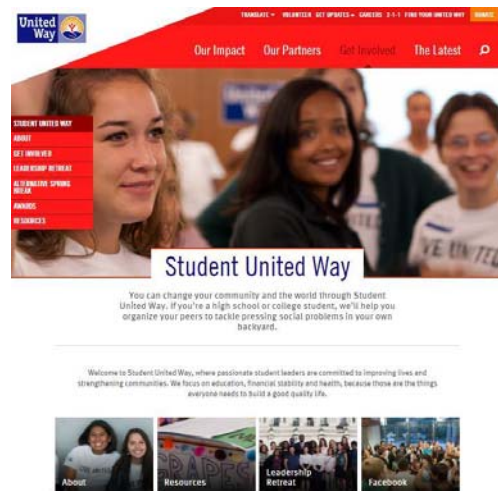 United
Way
TRANSLATE VOLUNTEER GET UPDATES CAREERS 2-1-1 FIND YOUR UNITED WAY DONATE
Our Impact Our Partners Get Involved The Latest
STUDENT UNITED WAY
ABOUT
GET INVOLVED
LEADERSHIP RETREAT
ALTERNATIVE SPRING
BREAK
AWARDS
RESOURCES
Student United Way
You can change your community and the world through Student
United Way. If you're a high school or college student, we'll help you
organize your peers to tackle pressing social problems in your own
backyard.
Welcome to Student United Way, where passionate student leaders are committed to improving lives and
strengthening communities. We focus on education, financial stability and health, because those are the things
everyone needs to build a good quality life.
About
Resources
Leadership
Retreat
Facebook